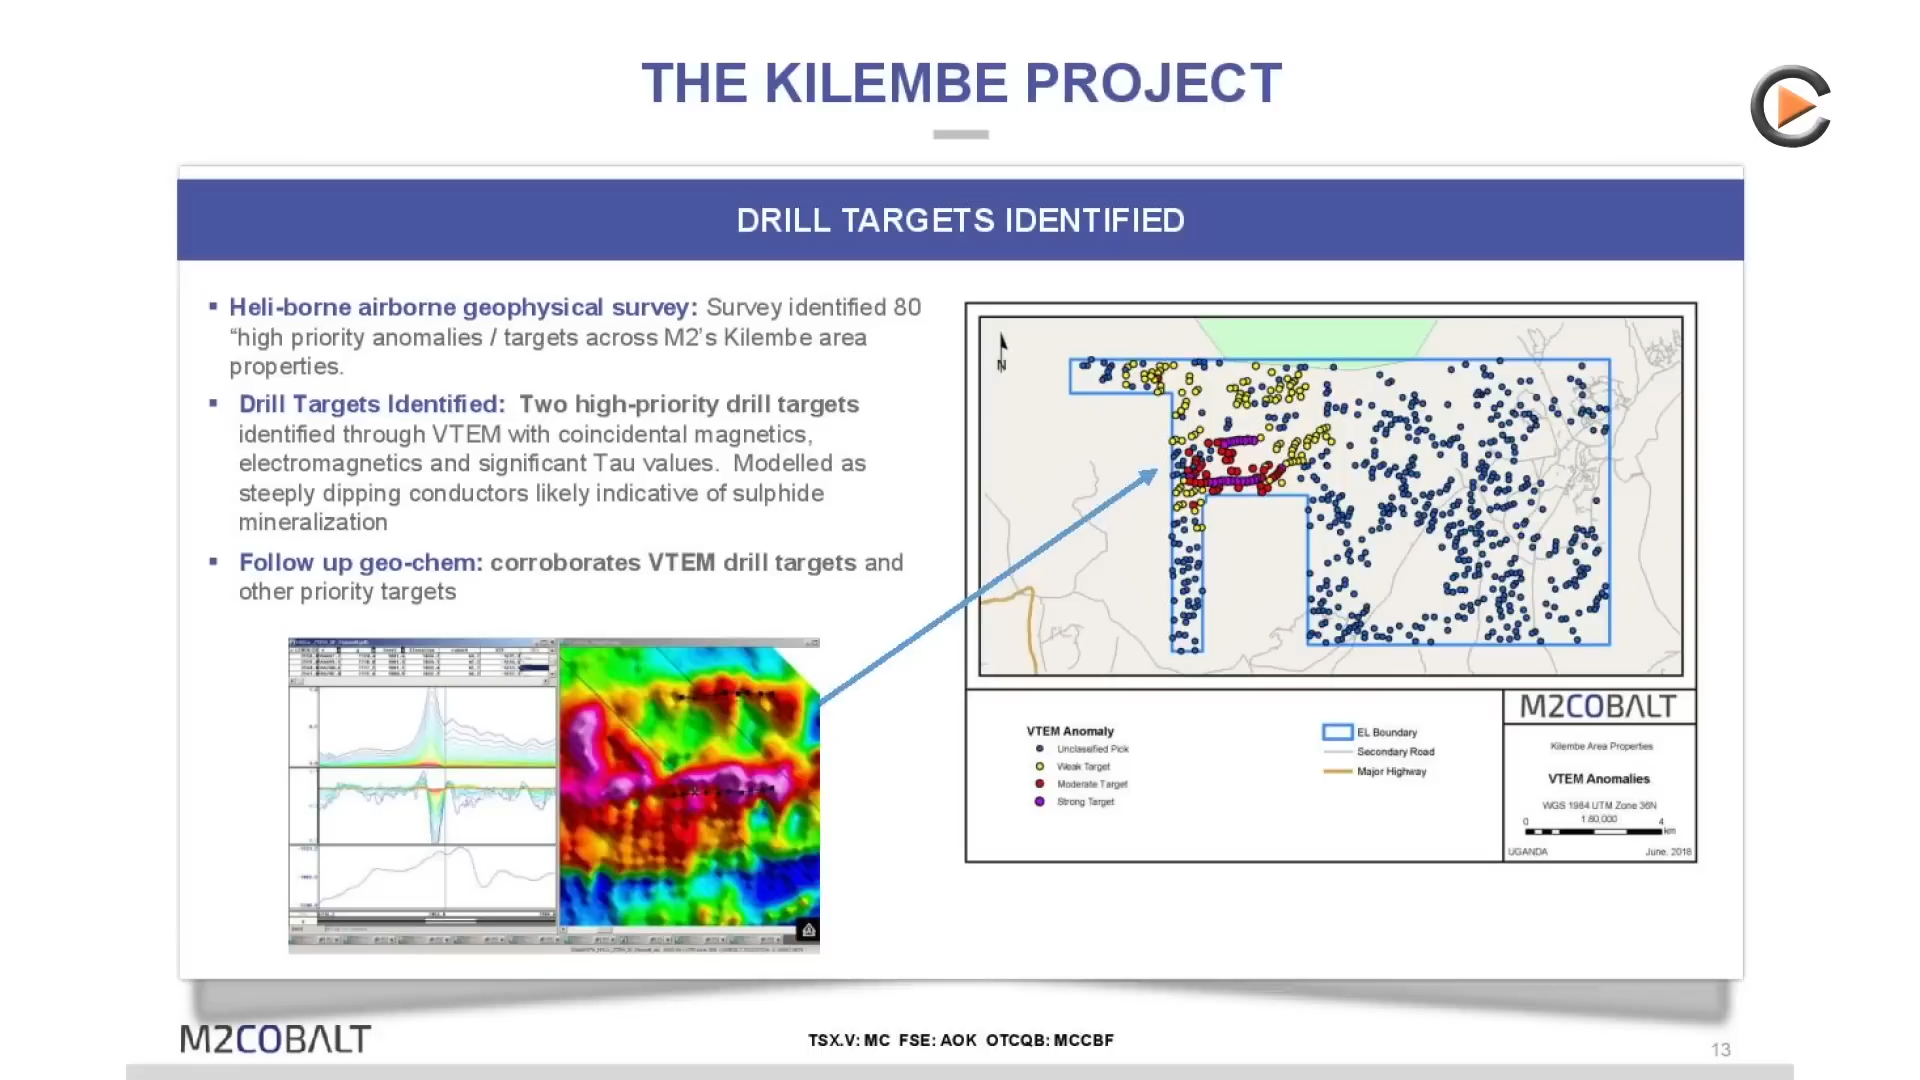 THE KILEMBE PROJECT
DRILL TARGETS IDENTIFIED
▪ Heli-borne airborne geophysical survey: Survey identified 80
“high priority anomalies / targets across M2’s Kilembe area
properties.
▪ Drill Targets Identified: Two high-priority drill targets
identified through VTEM with coincidental magnetics,
electromagnetics and significant Tau values. Modelled as
steeply dipping conductors likely indicative of sulphide
mineralization
▪ Follow up geo-chem: corroborates VTEM drill targets and
other priority targets
N
VTEM Anomaly
Unclassified Pick
Weak Target
Moderate Target
Strong Target
EL Boundary
Secondary Road
Major Highway
M2COBALT
Kilembe Area Properties
VTEM Anomalies
WGS 1984 UTM Zone 36N
1:80,000
0 4
km
UGANDA June, 2018
M2COBALT
TSX.V: MC FSE: AOK OTCQB: MCCBF
13